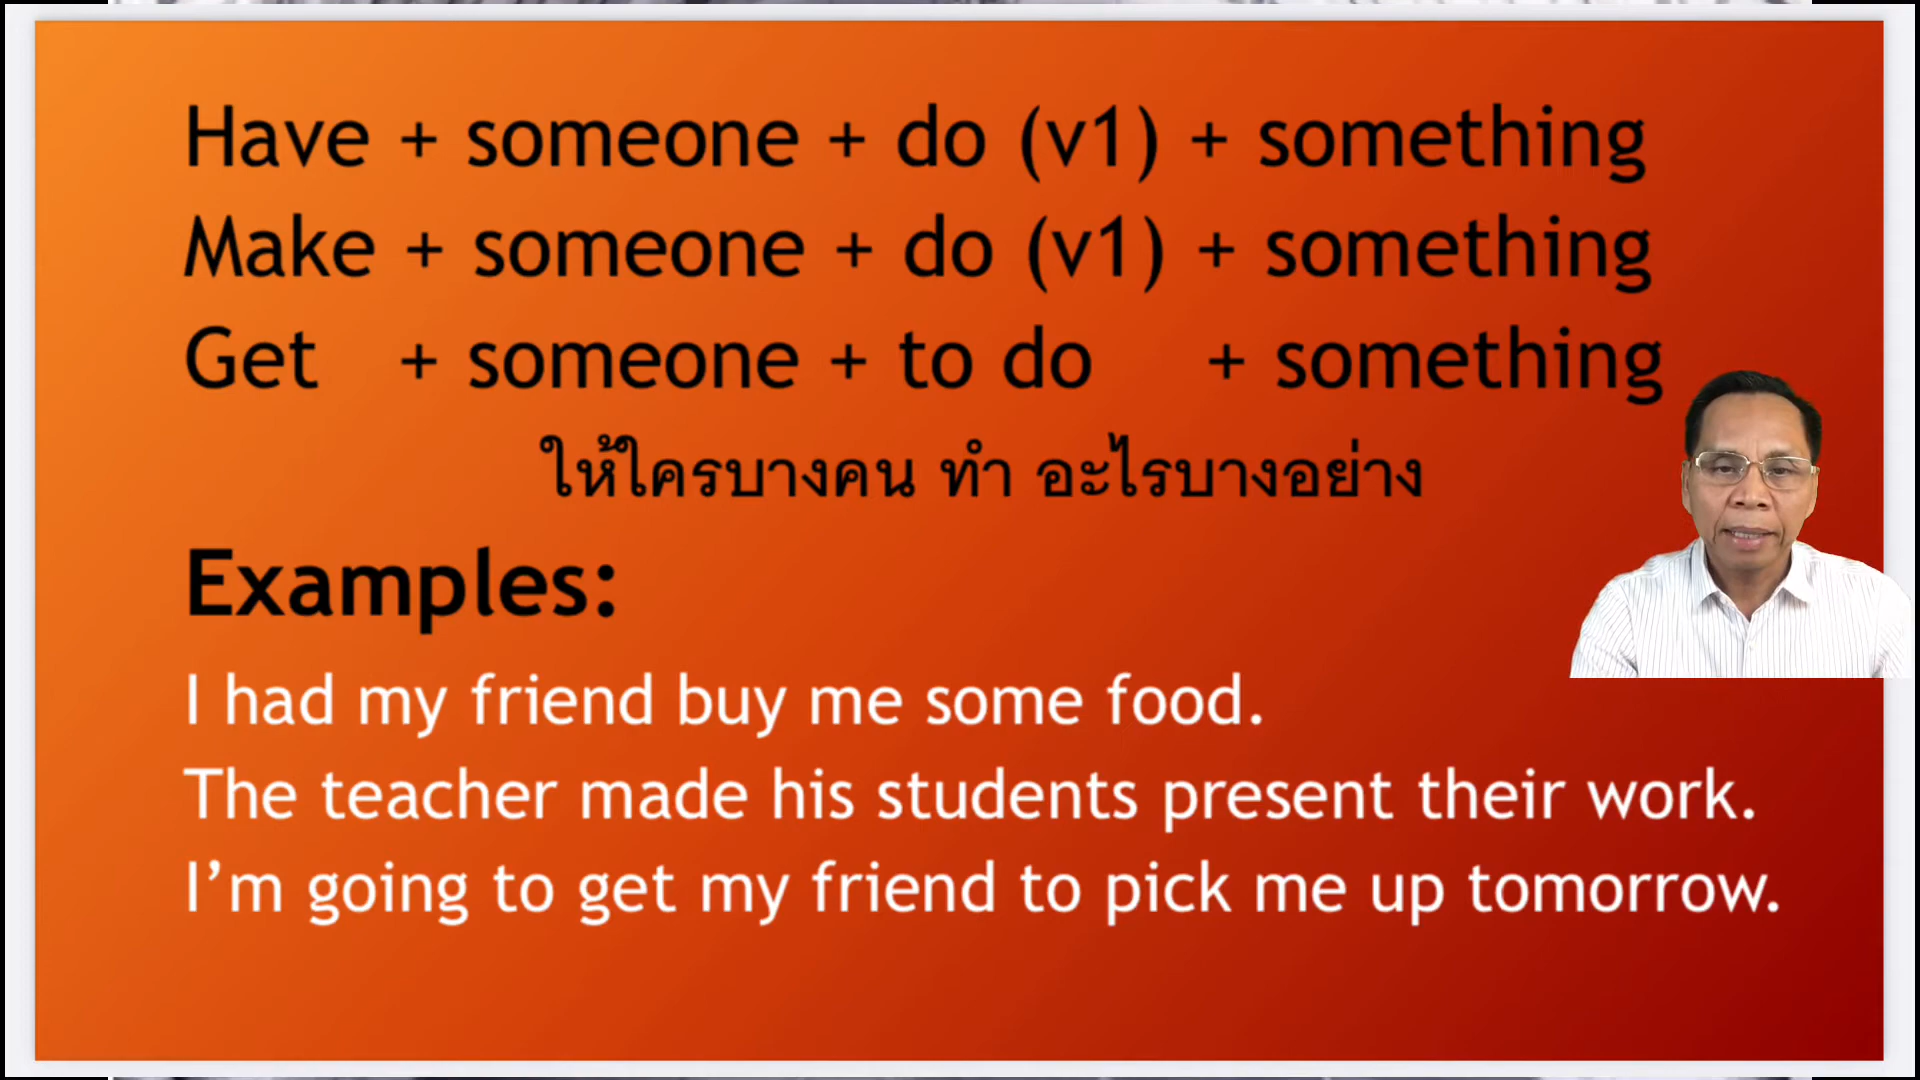 Have + someone + do (v1) + something
Make + someone + do (v1) + something
Get + someone + to do + something
ให้ใครบางคน ทำ อะไรบางอย่าง
Examples:
I had my friend buy me some food.
The teacher made his students present their work.
I’m going to get my friend to pick me up tomorrow.